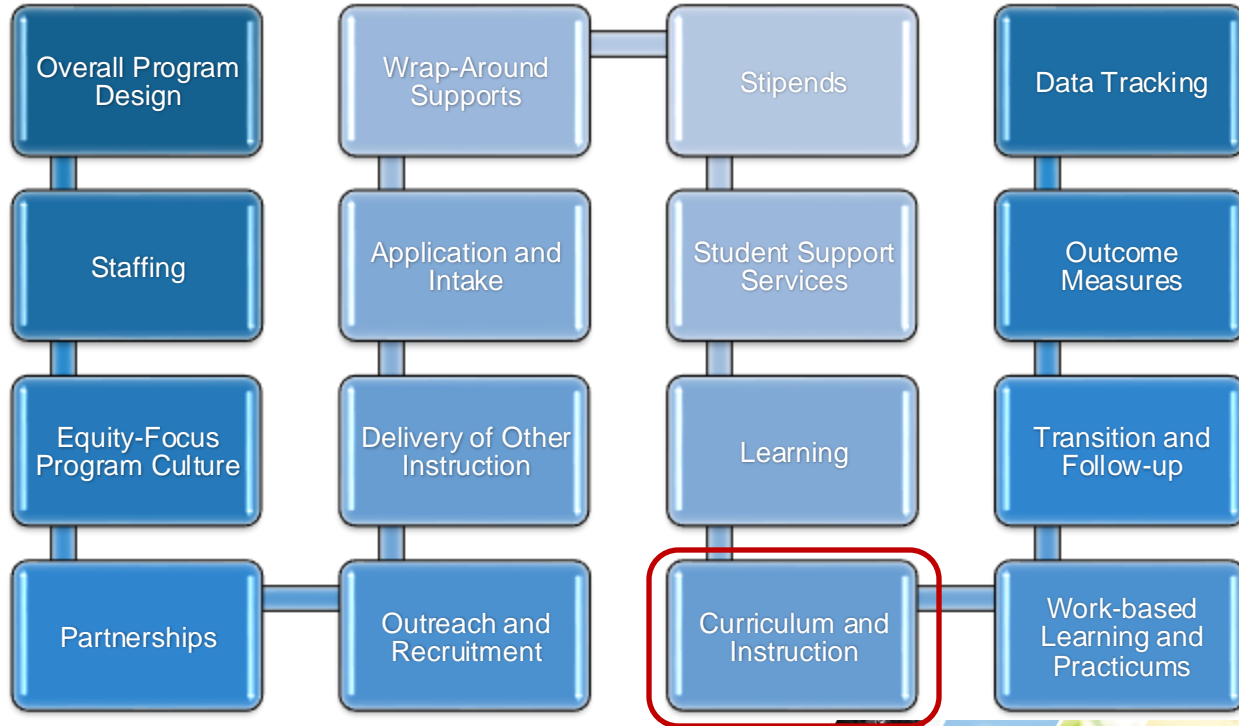 Overall Program
Design
Wrap-Around
Supports
Stipends
Data Tracking
Staffing
Application and
Intake
Student Support
Services
Outcome
Measures
Equity-Focus
Program Culture
Delivery of Other
Instruction
Learning
Transition and
Follow-up
Partnerships
Outreach and
Recruitment
Curriculum and
Instruction
Work-based
Learning and
Practicums